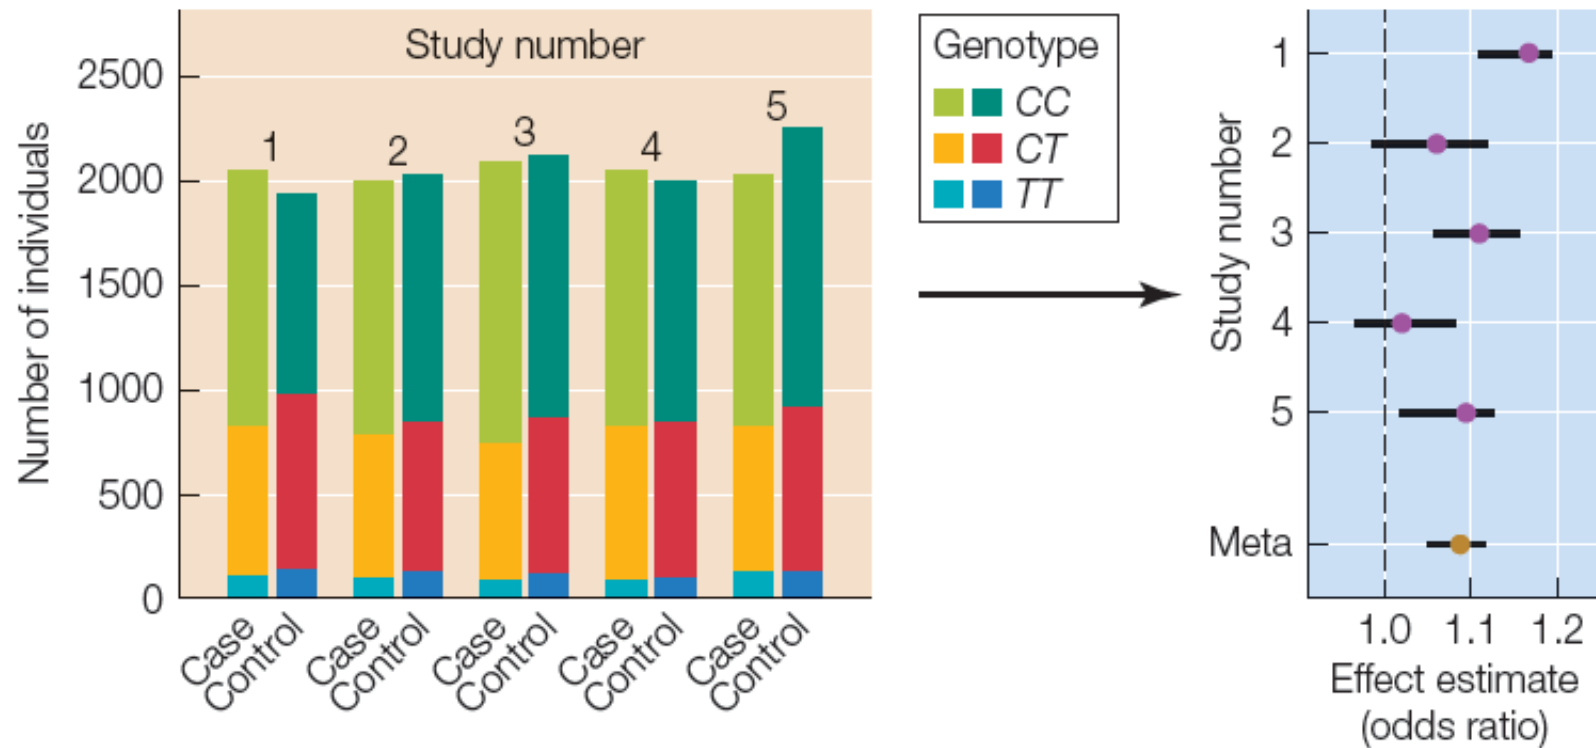 Study number
Number of individuals
2500
2000
1500
1000
500
0
1
2
3
4
5
Case
Control
Case
Control
Case
Control
Case
Control
Case
Control
Genotype
CC
CT
TT
Study number
1
2
3
4
5
Meta
1.0 1.1 1.2
Effect estimate
(odds ratio)